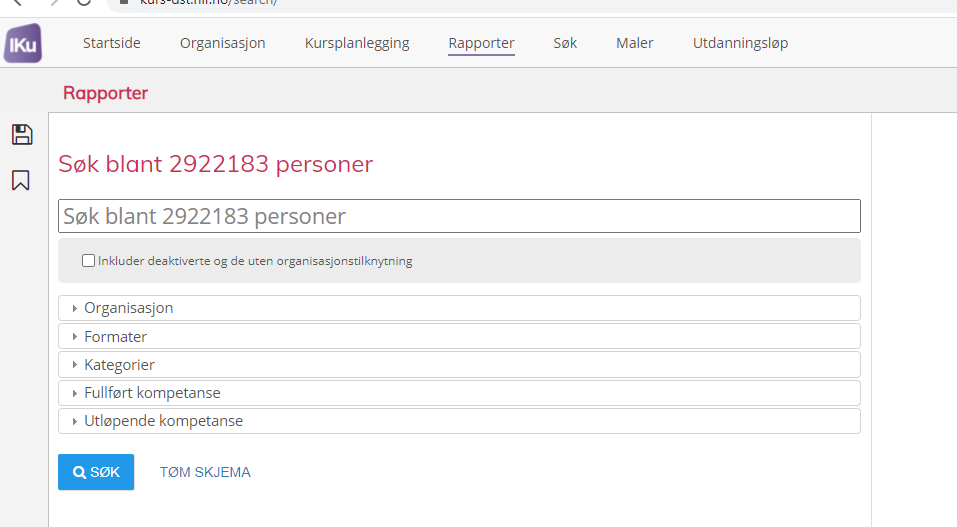 kurs-dst.nif.no/search/
IKu
Startside Organisasjon Kursplanlegging Rapporter Søk Maler Utdanningsløp
Rapporter
Søk blant 2922183 personer
Søk blant 2922183 personer
Inkluder deaktiverte og de uten organisasjonstilknytning
Organisasjon
Formater
Kategorier
Fullført kompetanse
Utløpende kompetanse
SØK TØM SKJEMA